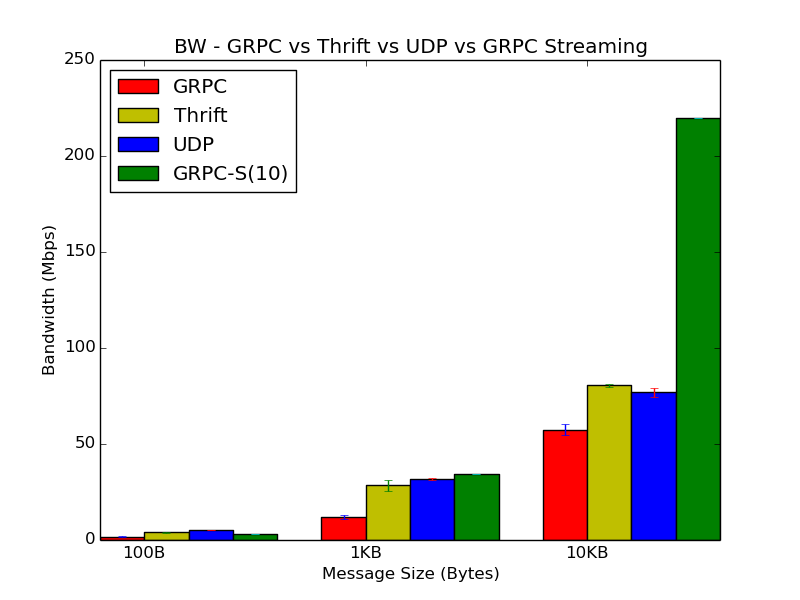 BW - GRPC vs Thrift vs UDP vs GRPC Streaming
GRPC
Thrift
UDP
GRPC-S(10)
250
200
150
100
50
0
Bandwidth (Mbps)
100B
1KB
10KB
Message Size (Bytes)